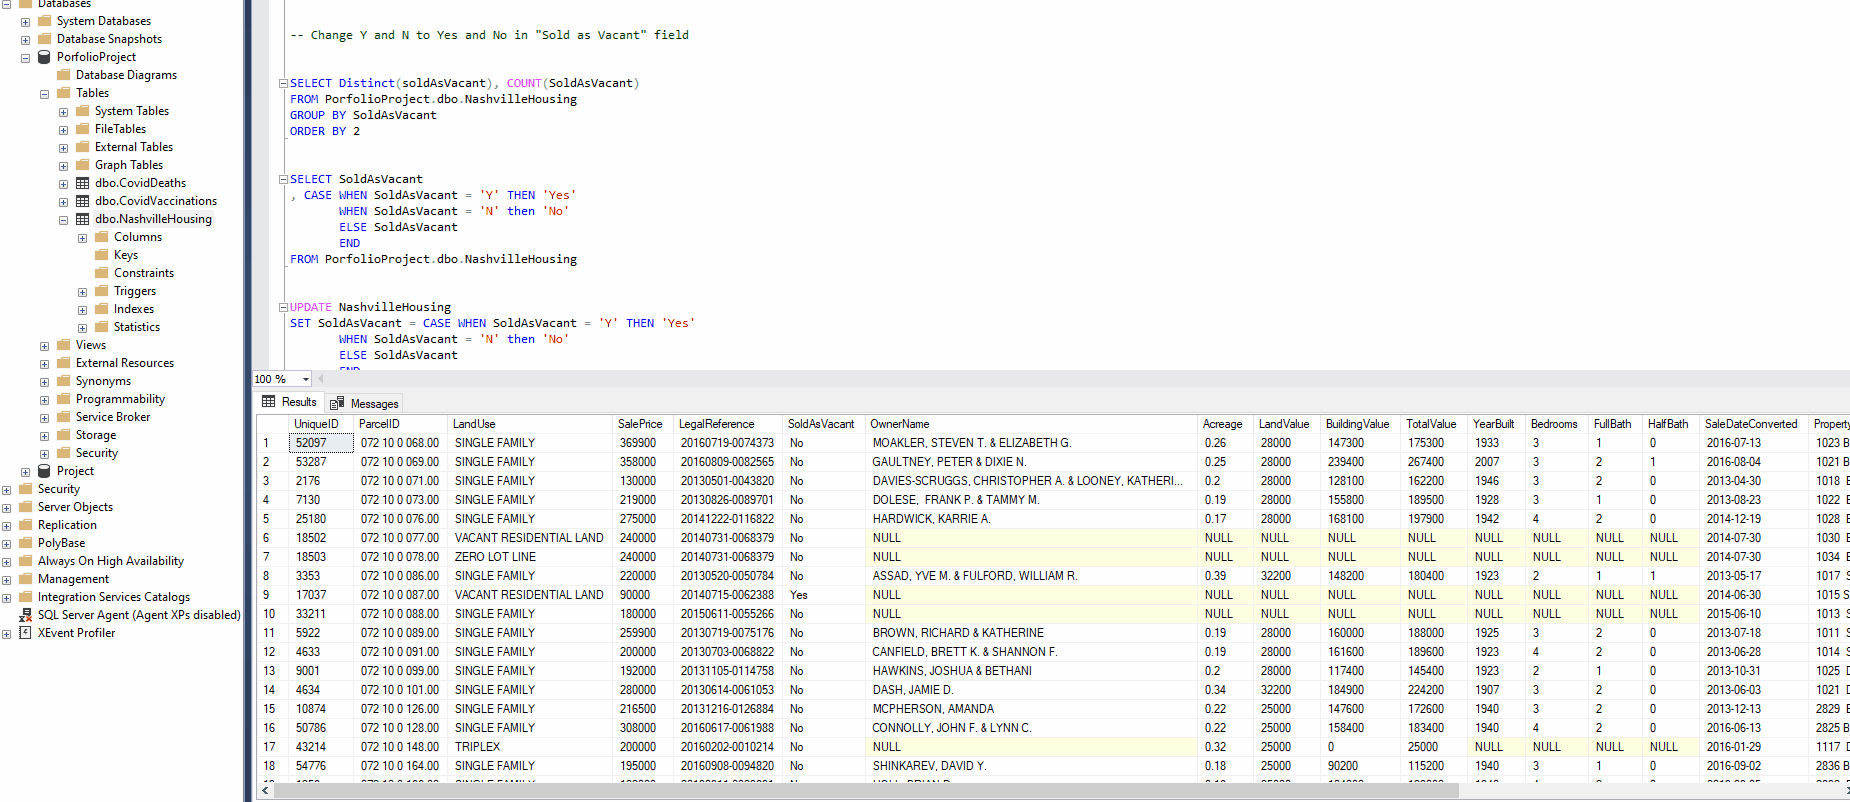 Databases
System Databases
Database Snapshots
PorfolioProject
Database Diagrams
Tables
System Tables
FileTables
External Tables
Graph Tables
dbo.CovidDeaths
dbo.CovidVaccinations
dbo.NashvilleHousing
Columns
Keys
Constraints
Triggers
Indexes
Statistics
Views
External Resources
Synonyms
Programmability
Service Broker
Storage
Security
Project
Security
Server Objects
Replication
PolyBase
Always On High Availability
Management
Integration Services Catalogs
SQL Server Agent (Agent XPs disabled)
XEvent Profiler
-- Change Y and N to Yes and No in "Sold as Vacant" field
SELECT Distinct(soldAsVacant), COUNT(SoldAsVacant)
FROM PorfolioProject.dbo.NashvilleHousing
GROUP BY SoldAsVacant
ORDER BY 2
SELECT SoldAsVacant
, CASE WHEN SoldAsVacant = 'Y' THEN 'Yes'
WHEN SoldAsVacant = 'N' then 'No'
ELSE SoldAsVacant
END
FROM PorfolioProject.dbo.NashvilleHousing
UPDATE NashvilleHousing
SET SoldAsVacant = CASE WHEN SoldAsVacant = 'Y' THEN 'Yes'
WHEN SoldAsVacant = 'N' then 'No'
ELSE SoldAsVacant
END
100 %
Results Messages
UniqueID ParcelID LandUse SalePrice LegalReference SoldAsVacant OwnerName Acreage LandValue BuildingValue TotalValue YearBuilt Bedrooms FullBath HalfBath SaleDateConverted Property
1 52097 072 10 0 068.00 SINGLE FAMILY 369900 20160719-0074373 No MOAKLER, STEVEN T. & ELIZABETH G. 0.26 28000 147300 175300 1933 3 1 0 2016-07-13 1023 B
2 53287 072 10 0 069.00 SINGLE FAMILY 358000 20160809-0082565 No GAULTNEY, PETER & DIXIE N. 0.25 28000 239400 267400 2007 3 2 1 2016-08-04 1021 B
3 2176 072 10 0 071.00 SINGLE FAMILY 130000 20130501-0043820 No DAVIES-SCRUGGS, CHRISTOPHER A. & LOONEY, KATHERI... 0.2 28000 128100 162200 1946 3 2 0 2013-04-30 1018 E
4 7130 072 10 0 073.00 SINGLE FAMILY 219000 20130826-0089701 No DOLESE, FRANK P. & TAMMY M. 0.19 28000 155800 189500 1928 3 1 0 2013-08-23 1022 E
5 25180 072 10 0 076.00 SINGLE FAMILY 275000 20141222-0116822 No HARDWICK, KARRIE A. 0.17 28000 168100 197900 1942 4 2 0 2014-12-19 1028 E
6 18502 072 10 0 077.00 VACANT RESIDENTIAL LAND 240000 20140731-0068379 No NULL NULL NULL NULL NULL NULL NULL NULL NULL 2014-07-30 1030 E
7 18503 072 10 0 078.00 ZERO LOT LINE 240000 20140731-0068379 No NULL NULL NULL NULL NULL NULL NULL NULL NULL 2014-07-30 1034 E
8 3353 072 10 0 086.00 SINGLE FAMILY 220000 20130520-0050784 No ASSAD, YVE M. & FULFORD, WILLIAM R. 0.39 32200 148200 180400 1923 2 1 1 2013-05-17 1017 S
9 17037 072 10 0 087.00 VACANT RESIDENTIAL LAND 90000 20140715-0062388 Yes NULL NULL NULL NULL NULL NULL NULL NULL NULL 2014-06-30 1015 S
10 33211 072 10 0 088.00 SINGLE FAMILY 180000 20150611-0055266 No NULL NULL NULL NULL NULL NULL NULL NULL NULL 2015-06-10 1013 S
11 5922 072 10 0 089.00 SINGLE FAMILY 259900 20130719-0075176 No BROWN, RICHARD & KATHERINE 0.19 28000 160000 188000 1925 3 2 0 2013-07-18 1011 S
12 4633 072 10 0 091.00 SINGLE FAMILY 200000 20130703-0068822 No CANFIELD, BRETT K. & SHANNON F. 0.19 28000 161600 189600 1923 4 2 0 2013-06-28 1014 S
13 9001 072 10 0 099.00 SINGLE FAMILY 192000 20131105-0114758 No HAWKINS, JOSHUA & BETHANI 0.2 28000 117400 145400 1923 2 1 0 2013-10-31 1025 D
14 4634 072 10 0 101.00 SINGLE FAMILY 280000 20130614-0061053 No DASH, JAMIE D. 0.34 32200 184900 224200 1907 3 2 0 2013-06-03 1021 D
15 10874 072 10 0 126.00 SINGLE FAMILY 216500 20131216-0126884 No MCPHERSON, AMANDA 0.22 25000 147600 172600 1940 3 2 0 2013-12-13 2829 E
16 50786 072 10 0 128.00 SINGLE FAMILY 308000 20160617-0061988 No CONNOLLY, JOHN F. & LYNN C. 0.22 25000 158400 183400 1940 4 2 0 2016-06-13 2825 B
17 43214 072 10 0 148.00 TRIPLEX 200000 20160202-0010214 No NULL 0.32 25000 0 25000 NULL NULL NULL NULL 2016-01-29 1117 D
18 54776 072 10 0 164.00 SINGLE FAMILY 195000 20160908-0094820 No SHINKAREV, DAVID Y. 0.18 25000 90200 115200 1940 3 1 0 2016-09-02 2836 B